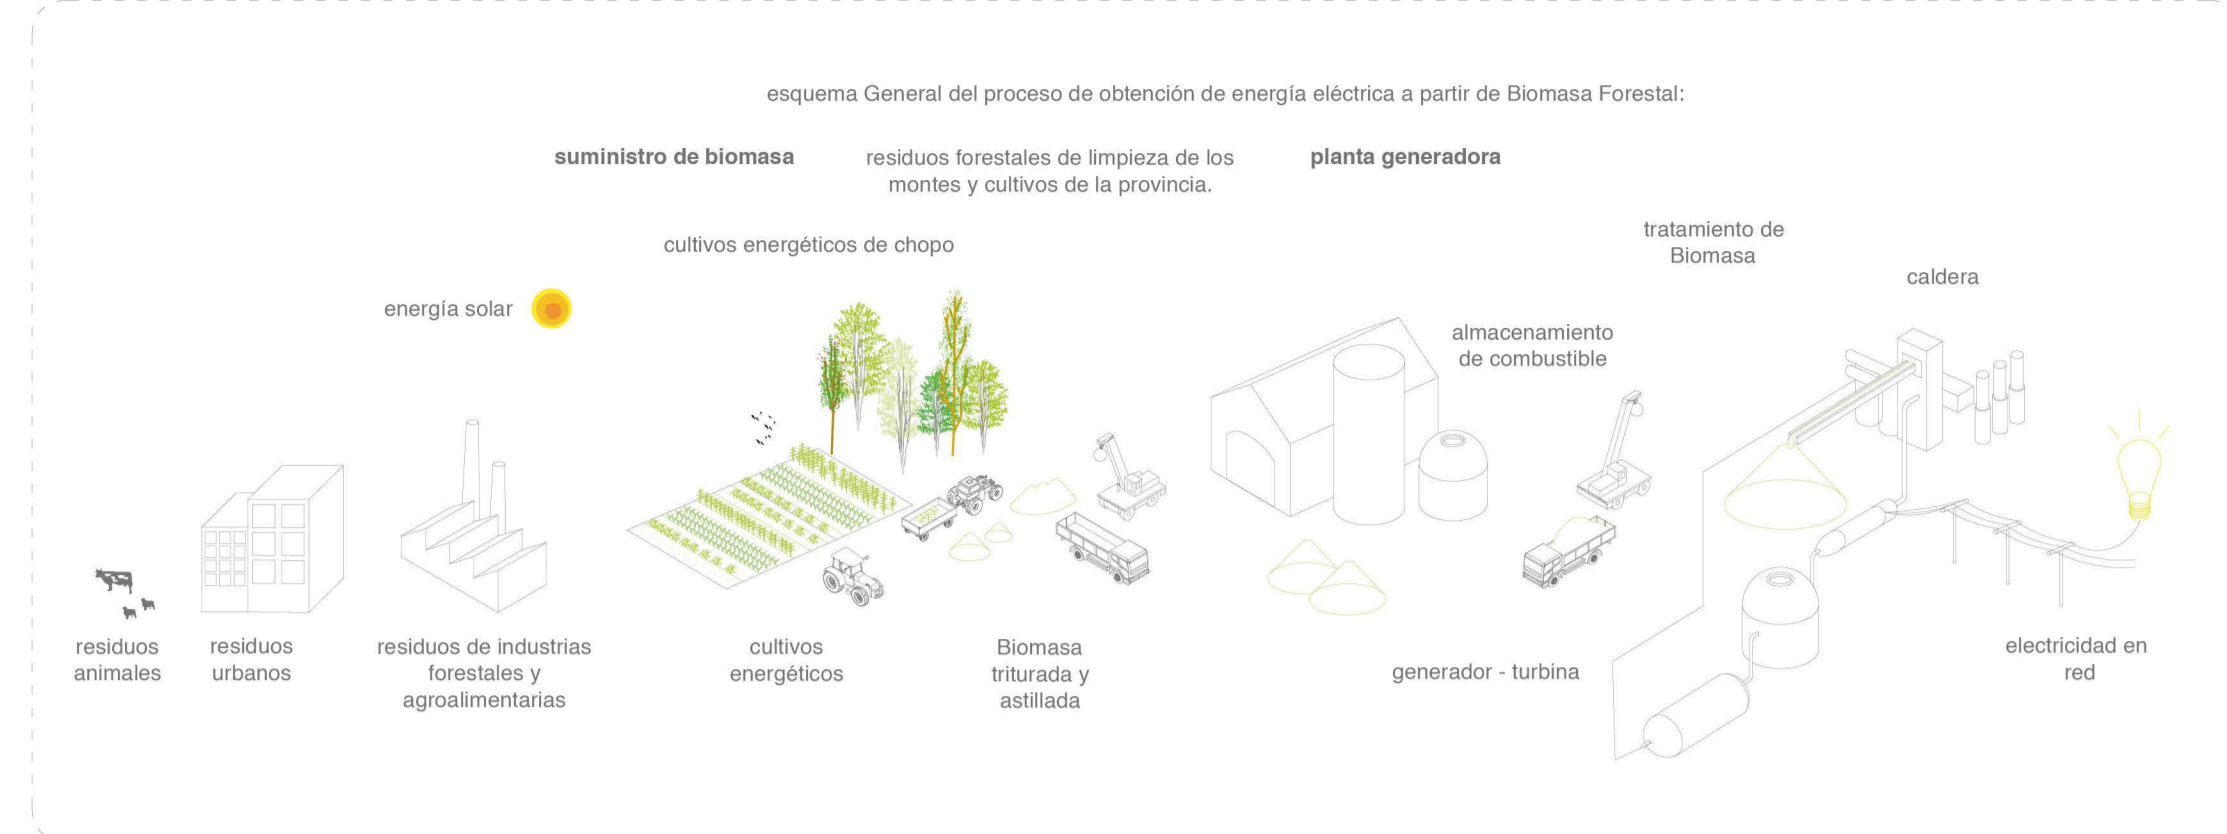 esquema General del proceso de obtención de energía eléctrica a partir de Biomasa Forestal:
suministro de biomasa
residuos forestales de limpieza de los
montes y cultivos de la provincia.
planta generadora
cultivos energéticos de chopo
energía solar
tratamiento de
Biomasa
caldera
almacenamiento
de combustible
residuos
animales
residuos
urbanos
residuos de industrias
forestales y
agroalimentarias
cultivos
energéticos
Biomasa
triturada y
astillada
generador - turbina
electricidad en
red